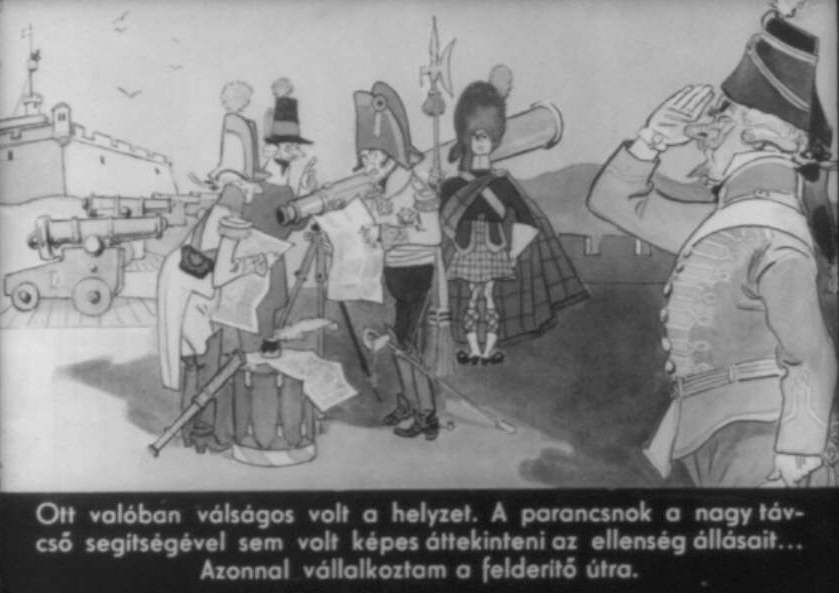 Ott valóban válságos volt a helyzet. A parancsnok a nagy táv-
cső segítségével sem volt képes áttekinteni az ellenség állásait...
Azonnal vállalkoztam a felderítő útra.